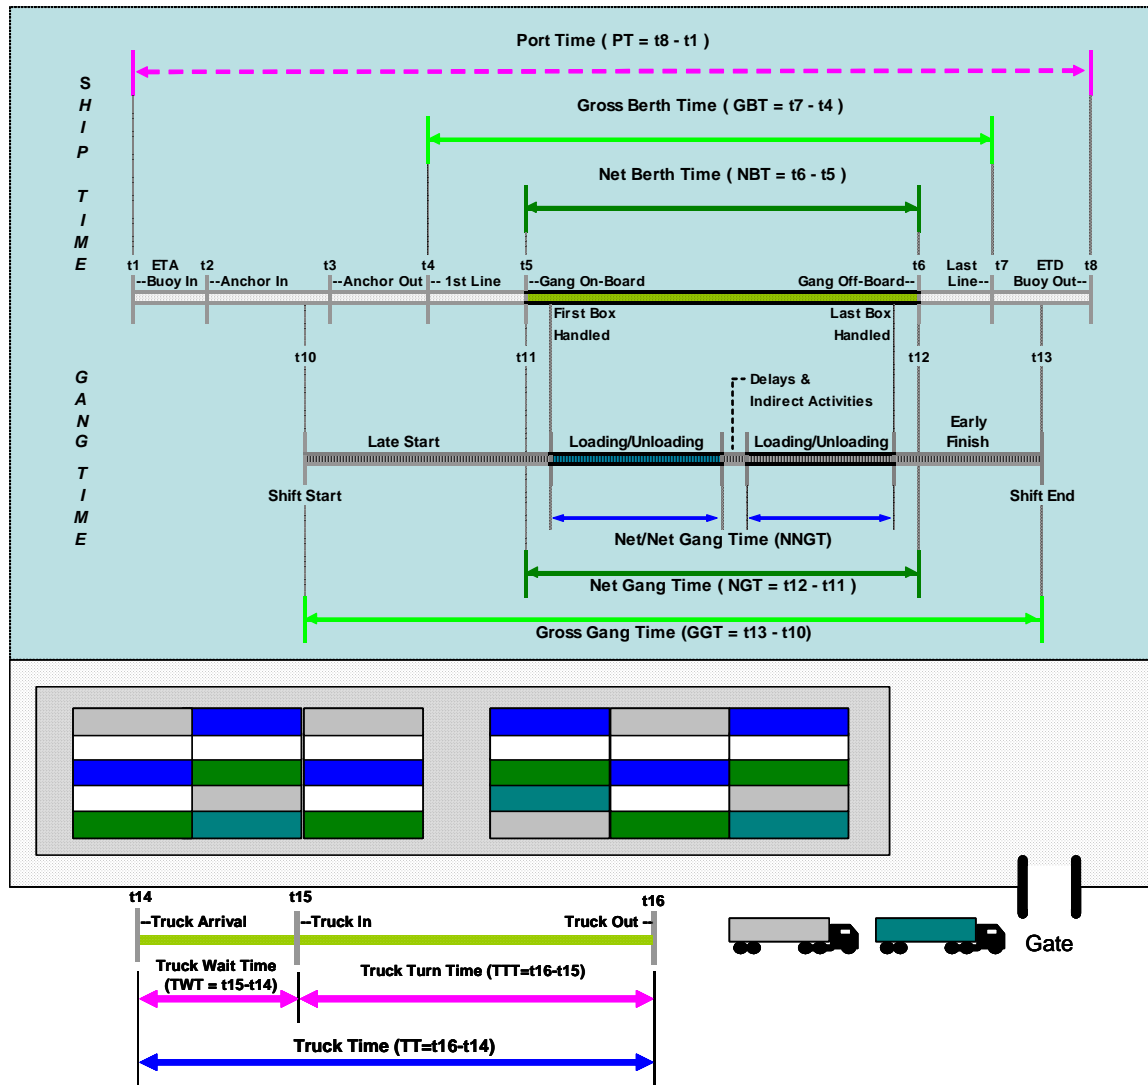 Port Time ( PT = t8 - t1 )
Gross Berth Time ( GBT = t7 - t4 )
Net Berth Time ( NBT = t6 - t5 )
SHIP TIME
t1 ETA t2 t3 t4 t5 t6 Last t7 ETD t8
--Buoy In --Anchor In --Anchor Out -- 1st Line --Gang On-Board Gang Off-Board-- Line-- Buoy Out--
First Box Last Box
Handled Handled
t10 t11 t12 t13
GANG TIME
Delays &
Indirect Activities
Early
Late Start Loading/Unloading Loading/Unloading Finish
Shift Start Shift End
Net/Net Gang Time (NNGT)
Net Gang Time ( NGT = t12 - t11 )
Gross Gang Time (GGT = t13 - t10)
t14 t15 t16
--Truck Arrival --Truck In Truck Out --
Gate
Truck Wait Time
(TWT = t15-t14)
Truck Turn Time (TTT=t16-t15)
Truck Time (TT=t16-t14)